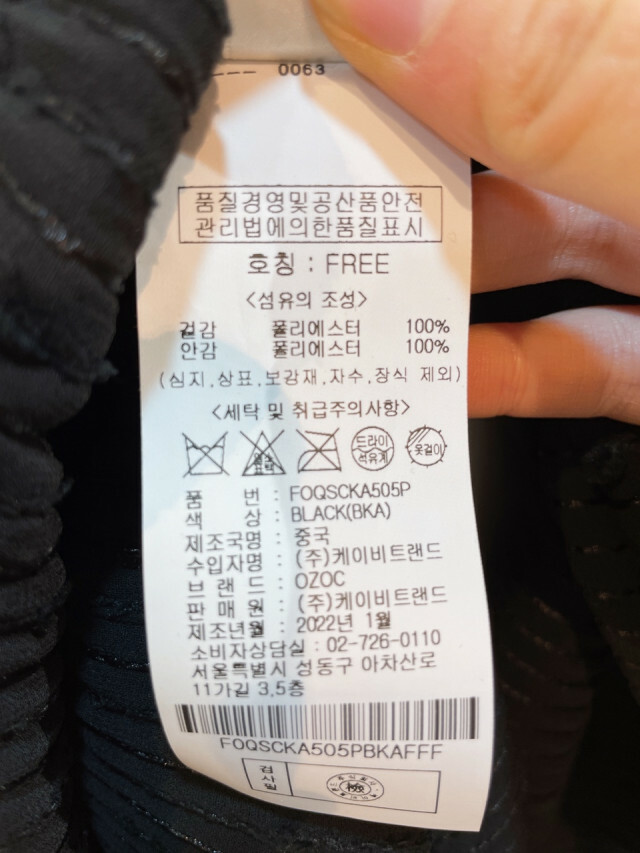 0063
품질경영및공산품안전
관리법에의한품질표시
호칭 : FREE
<섬유의 조성>
겉감 폴리에스터 100%
안감 폴리에스터 100%
(심지,상표,보강재,자수,장식 제외)
<세탁 및 취급주의사항>
드라이
석유계
옷걸이
품 번 : FOQSCKA505P
색 상 : BLACK(BKA)
제조국명 : 중국
수입자명 : (주)케이비트랜드
브 랜 드 : OZOC
판 매 원 : (주)케이비트랜드
제조년월 : 2022년 1월
소비자상담실 : 02-726-0110
서울특별시 성동구 아차산로
11가길 3,5층
FOQSCKA505PBKAFFF
검사필
檢